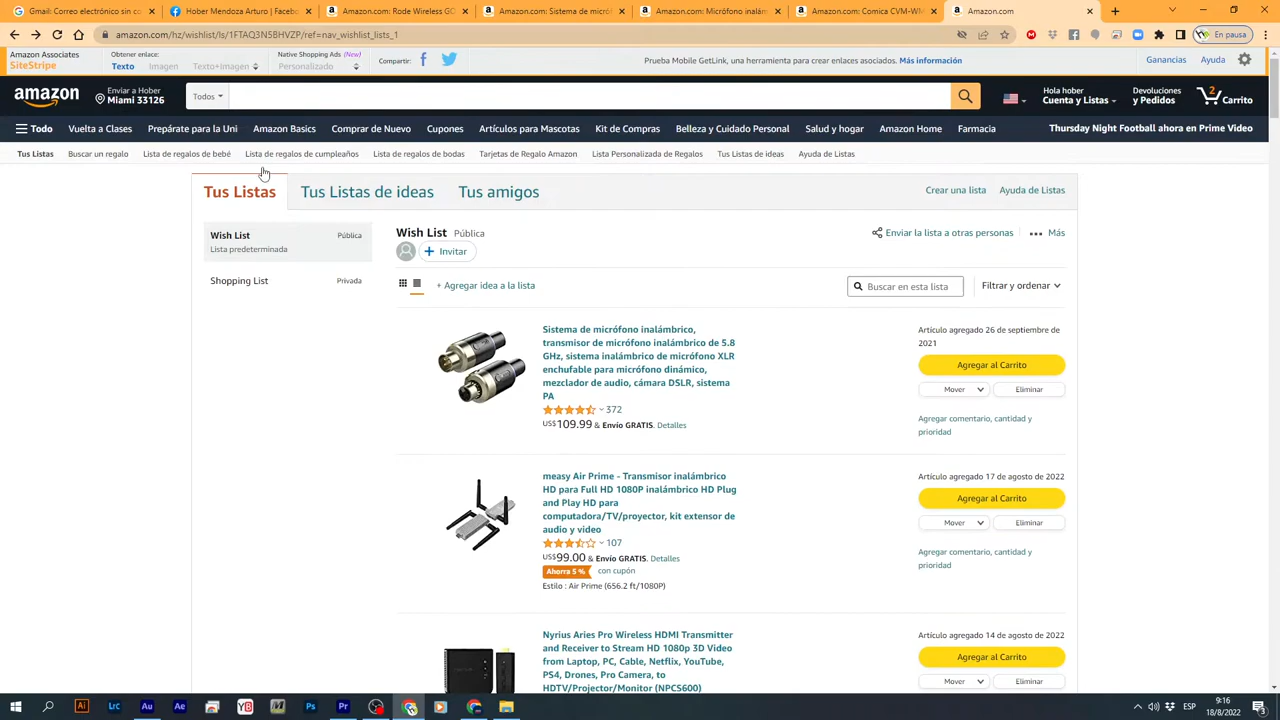 Gmail: Correo electrónico sin co
Hober Mendoza Arturo | Facebo
Amazon.com: Rode Wireless GO
Amazon.com: Sistema de micróf
Amazon.com: Micrófono inalám
Amazon.com: Comica CVM-WM
Amazon.com
amazon.com/hz/wishlist/ls/1FTAQ3N5BHVZP/ref=nav_wishlist_lists_1
En pausa
Amazon Associates
SiteStripe
Obtener enlace:
Texto Imagen Texto+Imagen
Native Shopping Ads (New)
Personalizado
Compartir:
Prueba Mobile GetLink, una herramienta para crear enlaces asociados. Más información
Ganancias Ayuda
amazon
Enviar a Hober
Miami 33126
Todos
Hola hober
Cuenta y Listas
Devoluciones
y Pedidos
2
Carrito
Todo Vuelta a Clases Prepárate para la Uni Amazon Basics Comprar de Nuevo Cupones Artículos para Mascotas Kit de Compras Belleza y Cuidado Personal Salud y hogar Amazon Home Farmacia Thursday Night Football ahora en Prime Video
Tus Listas Buscar un regalo Lista de regalos de bebé Lista de regalos de cumpleaños Lista de regalos de bodas Tarjetas de Regalo Amazon Lista Personalizada de Regalos Tus Listas de ideas Ayuda de las Listas
Tus Listas Tus Listas de ideas Tus amigos Crear una lista Ayuda de Listas
Wish List Pública
Lista predeterminada
Shopping List Privada
Wish List Pública
Enviar la lista a otras personas Más
Invitar
+ Agregar idea a la lista
Buscar en esta lista
Filtrar y ordenar
Sistema de micrófono inalámbrico,
transmisor de micrófono inalámbrico de 5.8
GHz, sistema inalámbrico de micrófono XLR
enchufable para micrófono dinámico,
mezclador de audio, cámara DSLR, sistema
PA
372
US$109.99 & Envío GRATIS. Detalles
Artículo agregado 26 de septiembre de
2021
Agregar al Carrito
Mover Eliminar
Agregar comentario, cantidad y
prioridad
measy Air Prime - Transmisor inalámbrico
HD para Full HD 1080P inalámbrico HD Plug
and Play HD para
computadora/TV/proyector, kit extensor de
audio y video
107
US$99.00 & Envío GRATIS. Detalles
Ahorra 5 % con cupón
Estilo : Air Prime (656.2 ft/1080P)
Artículo agregado 17 de agosto de 2022
Agregar al Carrito
Mover Eliminar
Agregar comentario, cantidad y
prioridad
Nyrius Aries Pro Wireless HDMI Transmitter
and Receiver to Stream HD 1080p 3D Video
from Laptop, PC, Cable, Netflix, YouTube,
PS4, Drones, Pro Camera, to
HDTV/Projector/Monitor (NPCS600)
Artículo agregado 14 de agosto de 2022
Agregar al Carrito
Mover Eliminar
Ai Lrc Au Ae YB M Ps Pr
ESP
9:16
18/8/2022
3